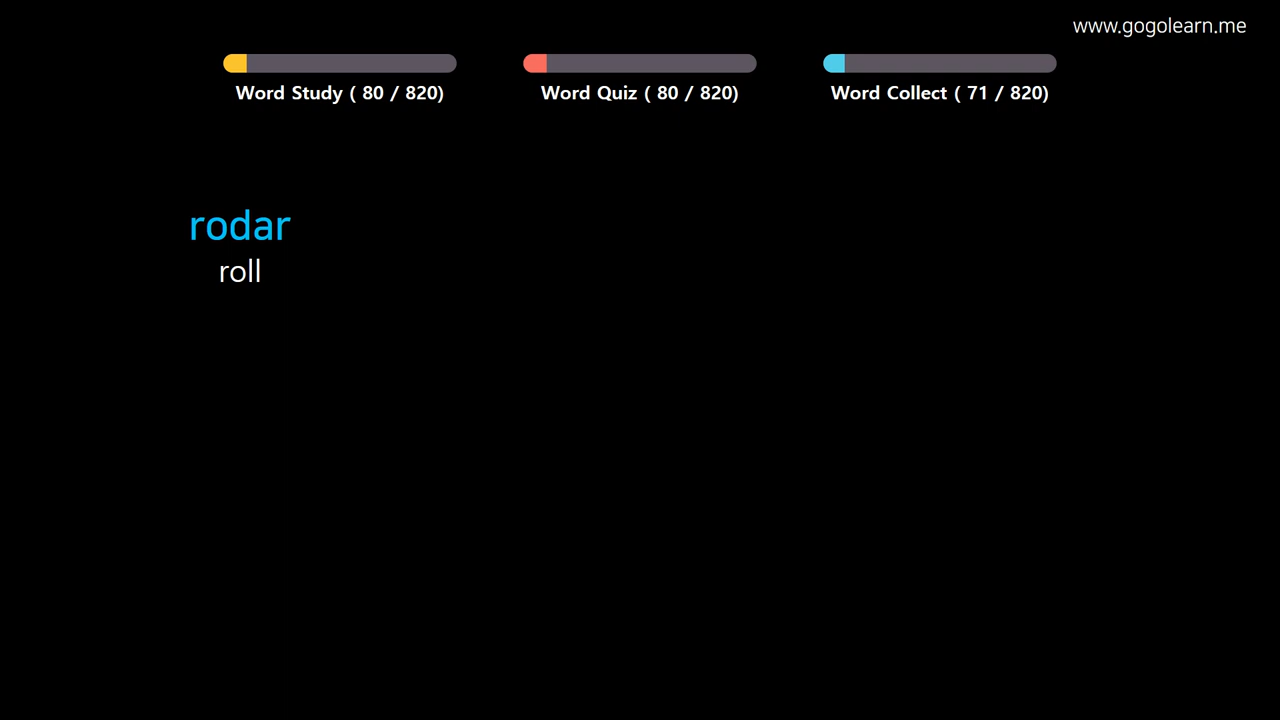 www.gogolearn.me
Word Study ( 80 / 820)
Word Quiz ( 80 / 820)
Word Collect ( 71 / 820)
rodar
roll